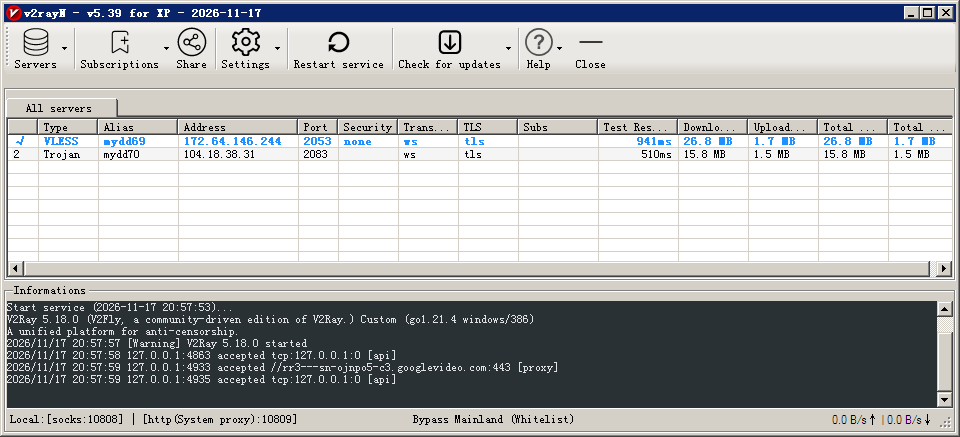 v2rayN - v5.39 for XP - 2026-11-17
Servers Subscriptions Share Settings Restart service Check for updates Help Close
All servers
Type Alias Address Port Security Trans... TLS Subs Test Res... Downlo... Upload... Total ... Total ...
√ VLESS mydd69 172.64.146.244 2053 none ws tls 941ms 26.8 MB 1.7 MB 26.8 MB 1.7 MB
2 Trojan mydd70 104.18.38.31 2083 ws tls 510ms 15.8 MB 1.5 MB 15.8 MB 1.5 MB
Informations
Start service (2026-11-17 20:57:53)...
V2Ray 5.18.0 (V2Fly, a community-driven edition of V2Ray.) Custom (go1.21.4 windows/386)
A unified platform for anti-censorship.
2026/11/17 20:57:57 [Warning] V2Ray 5.18.0 started
2026/11/17 20:57:58 127.0.0.1:4863 accepted tcp:127.0.0.1:0 [api]
2026/11/17 20:57:59 127.0.0.1:4933 accepted //rr3---sn-ojnpo5-c3.googlevideo.com:443 [proxy]
2026/11/17 20:57:59 127.0.0.1:4935 accepted tcp:127.0.0.1:0 [api]
Local:[socks:10808] | [http(System proxy):10809] Bypass Mainland (Whitelist) 0.0 B/s↑ | 0.0 B/s↓